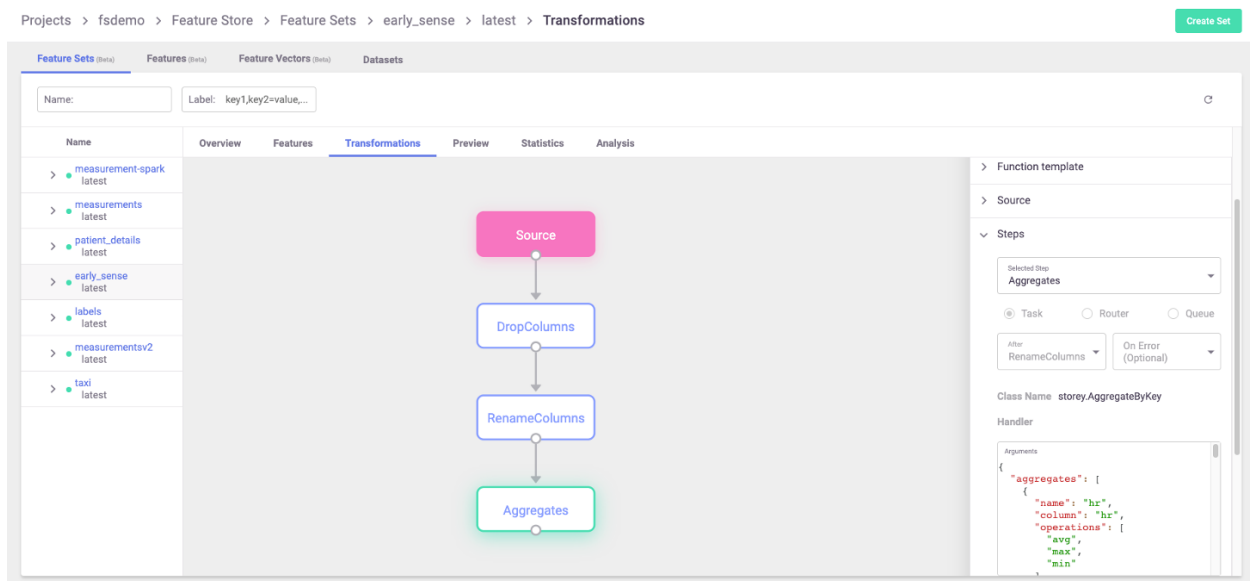 Projects > fsdemo > Feature Store > Feature Sets > early_sense > latest > Transformations
Create Set
Feature Sets (Beta) Features (Beta) Feature Vectors (Beta) Datasets
Name: Label: key1,key2=value,...
Name
Overview Features Transformations Preview Statistics Analysis
measurement-spark
latest
measurements
latest
patient_details
latest
early_sense
latest
labels
latest
measurementsv2
latest
taxi
latest
Source
DropColumns
RenameColumns
Aggregates
Function template
Source
Steps
Selected Step
Aggregates
Task Router Queue
After
RenameColumns
On Error
(Optional)
Class Name storey.AggregateByKey
Handler
Arguments
{
"aggregates": [
{
"name": "hr",
"column": "hr",
"operations": [
"avg",
"max",
"min"